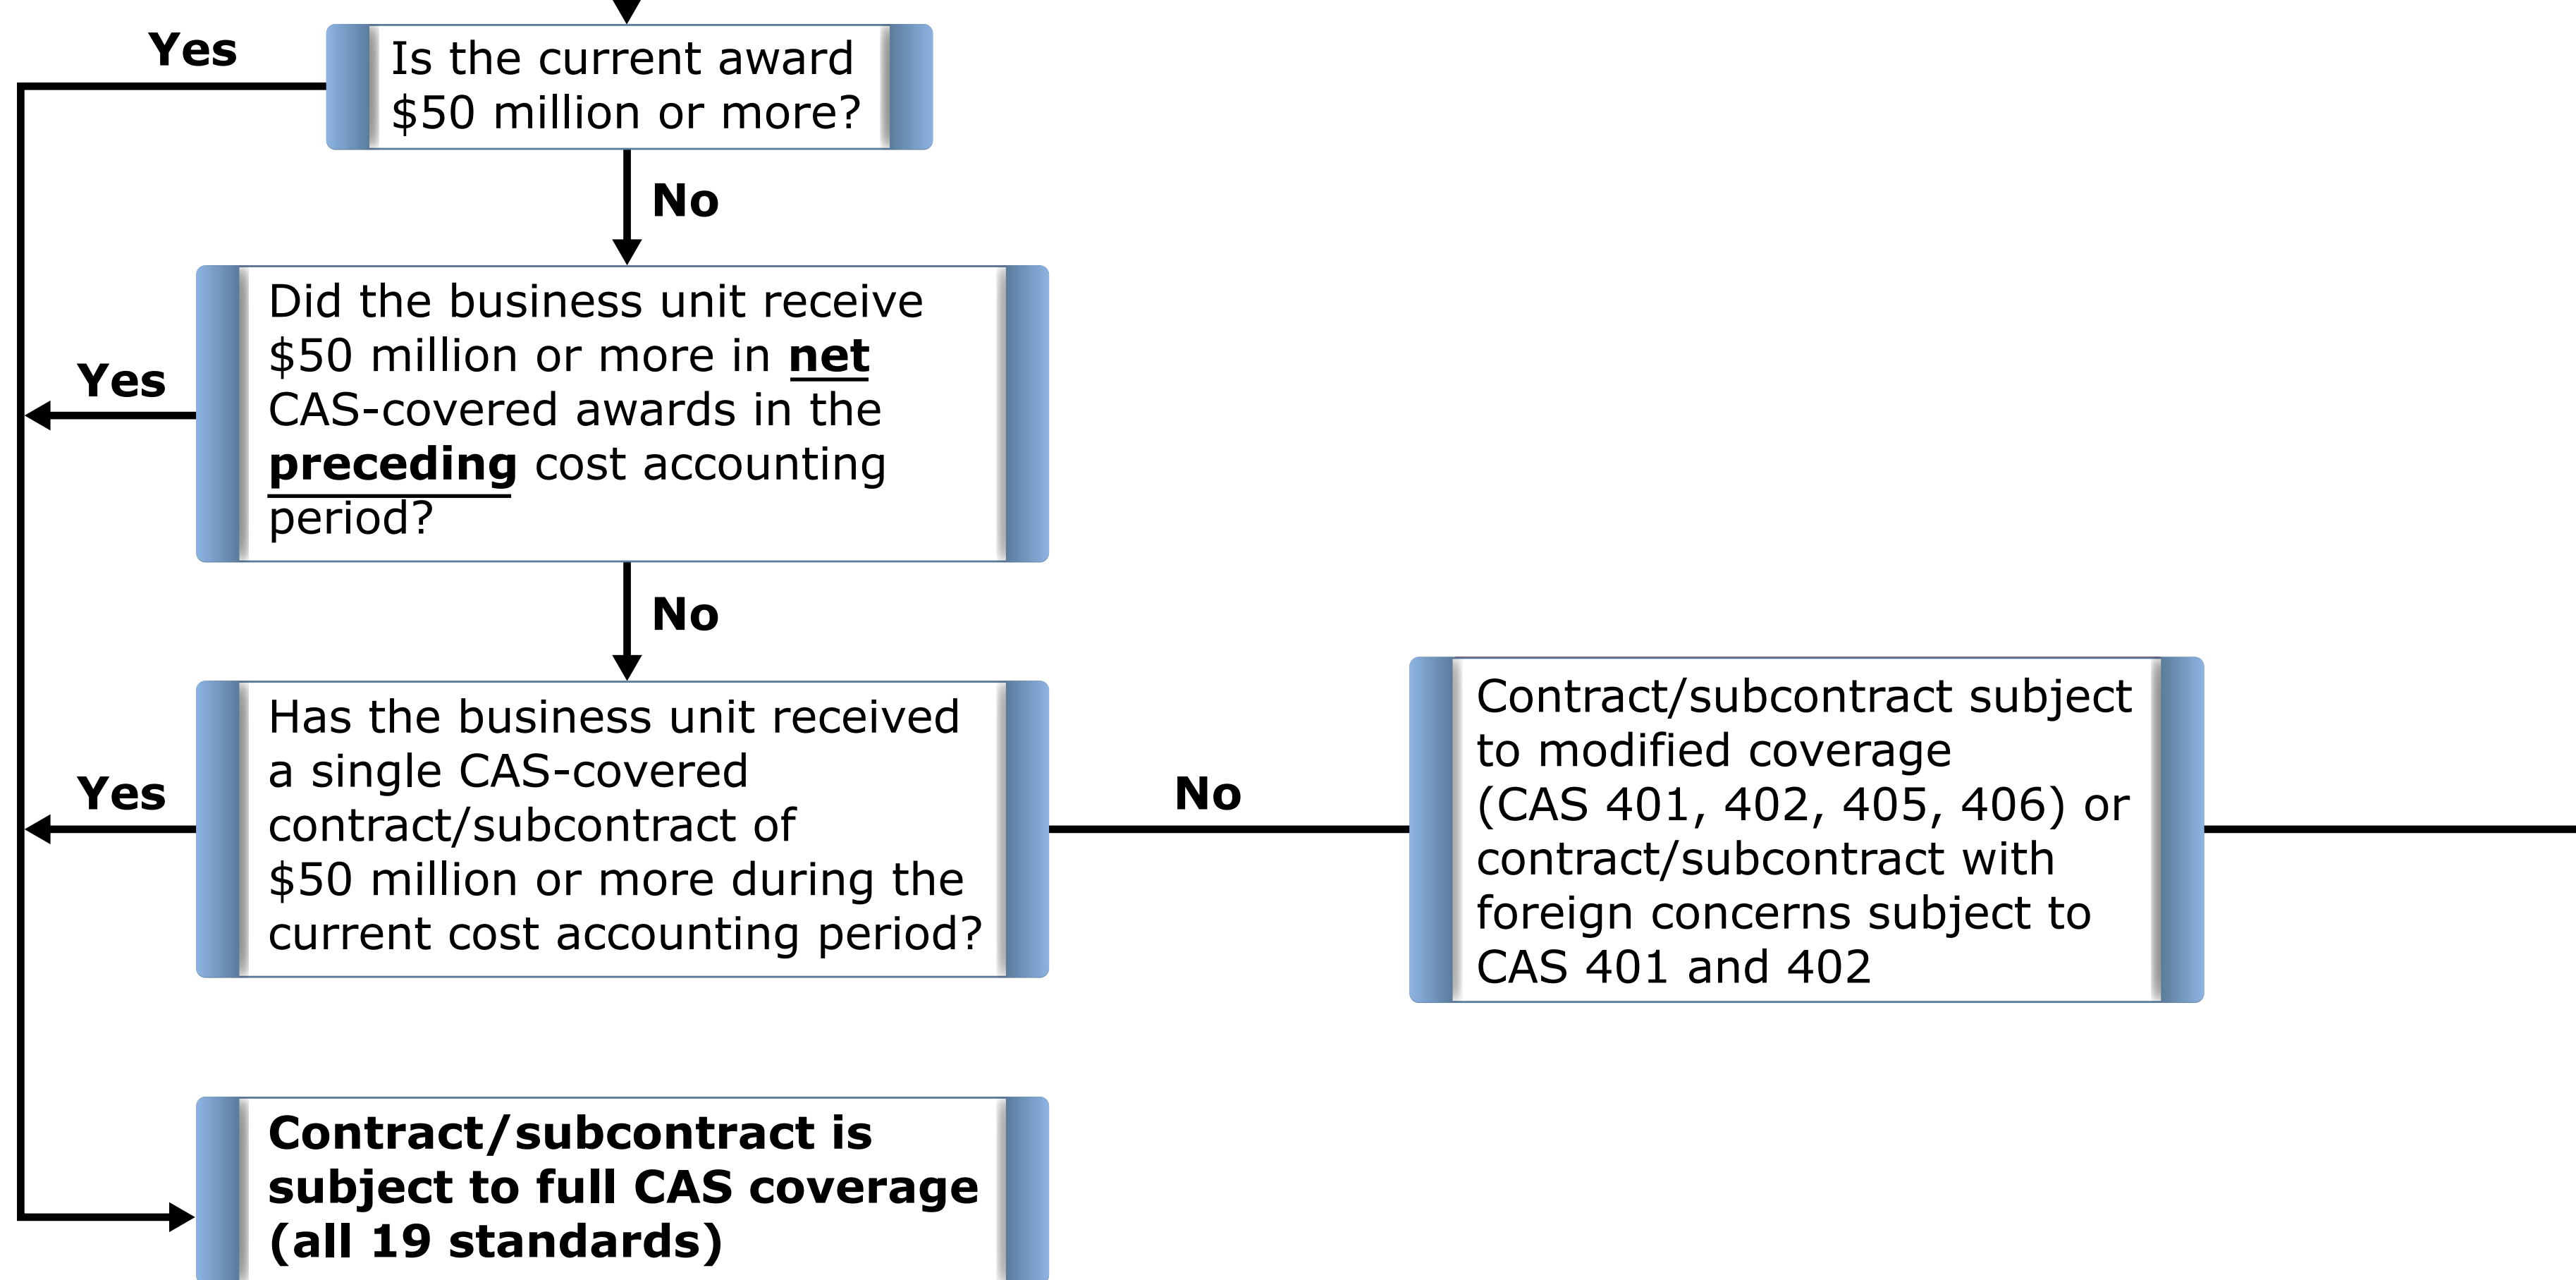 Yes
Is the current award
$50 million or more?
No
Did the business unit receive
$50 million or more in net
CAS-covered awards in the
preceding cost accounting
period?
Yes
No
Has the business unit received
a single CAS-covered
contract/subcontract of
$50 million or more during the
current cost accounting period?
Yes
No
Contract/subcontract subject
to modified coverage
(CAS 401, 402, 405, 406) or
contract/subcontract with
foreign concerns subject to
CAS 401 and 402
Contract/subcontract is
subject to full CAS coverage
(all 19 standards)